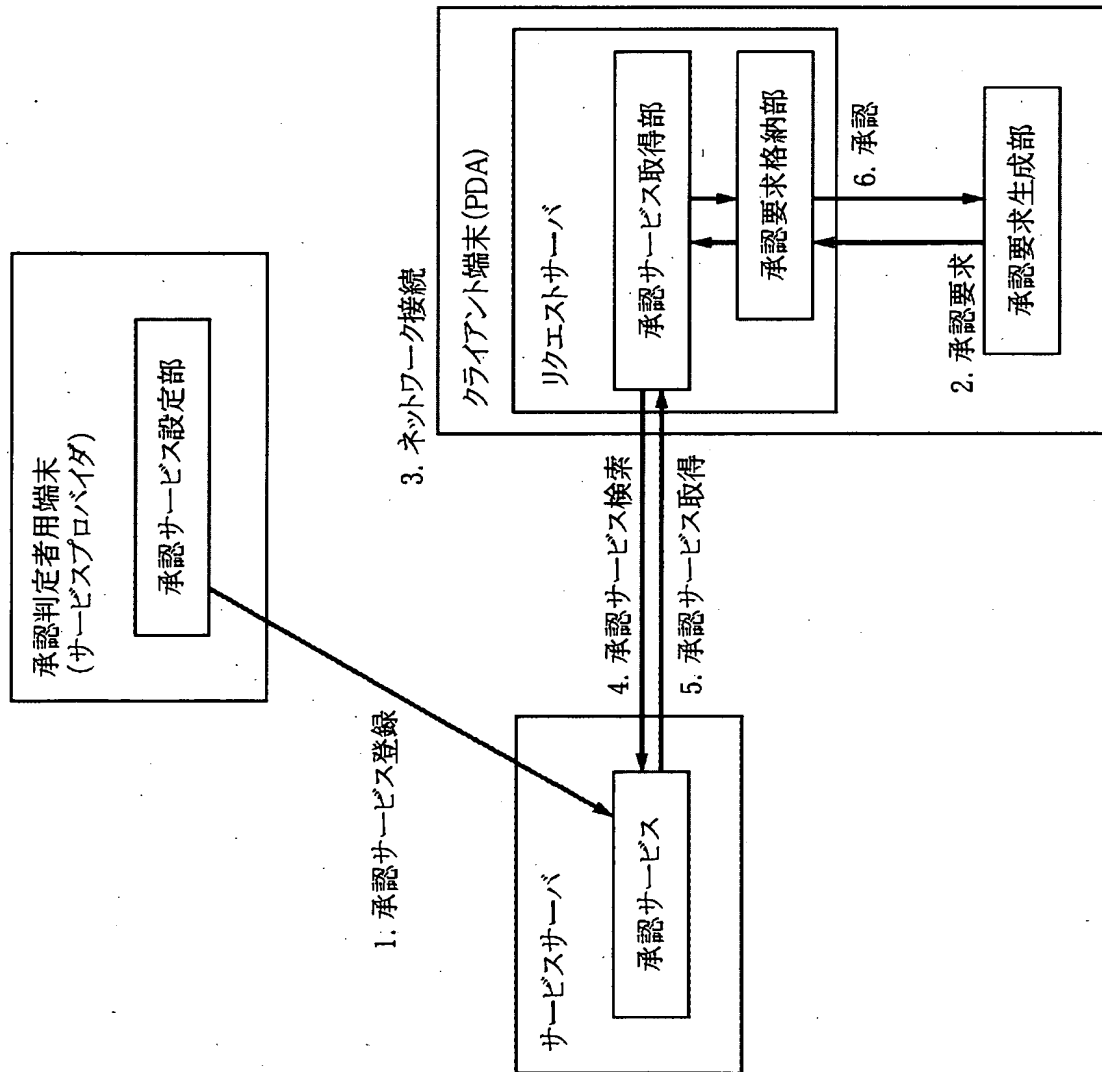 承認判定者用端末
(サービスプロバイダ)
承認サービス設定部
1. 承認サービス登録
3. ネットワーク接続
サービスサーバ
承認サービス
4. 承認サービス検索
5. 承認サービス取得
クライアント端末(PDA)
リクエストサーバ
承認サービス取得部
承認要求格納部
2. 承認要求
6. 承認
承認要求生成部